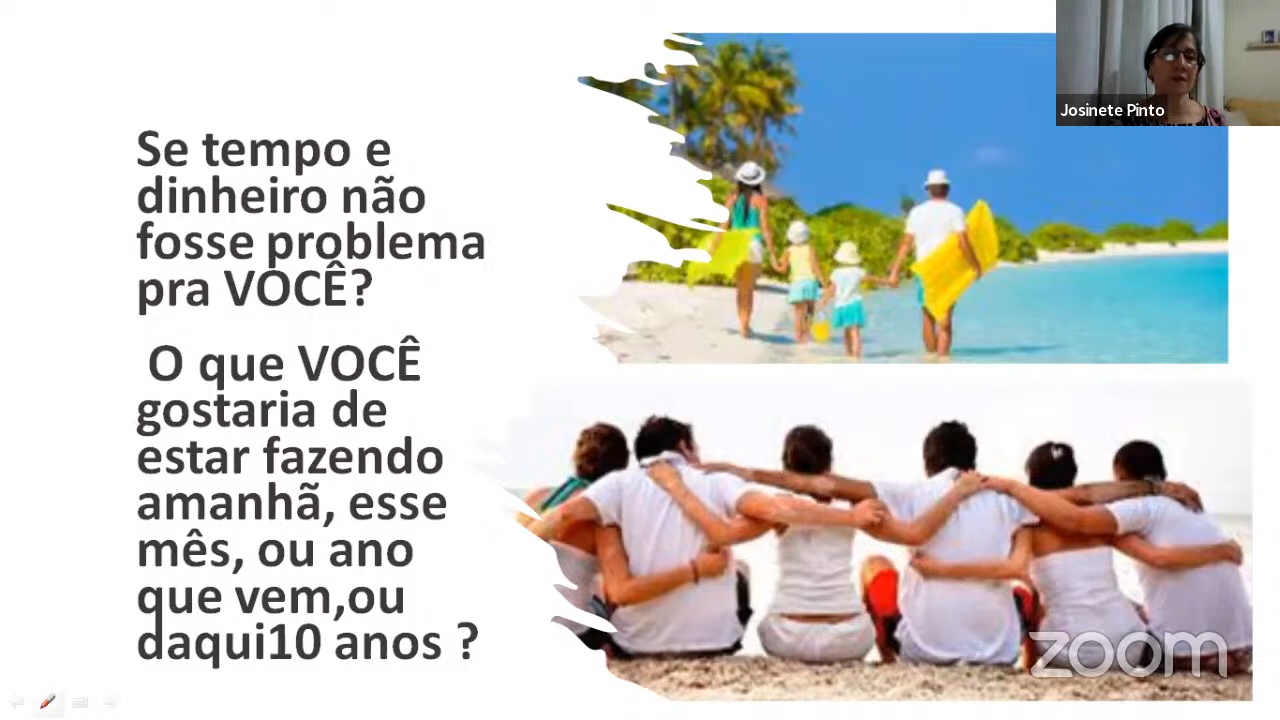 Se tempo e
dinheiro não
fosse problema
pra VOCÊ?
O que VOCÊ
gostaria de
estar fazendo
amanhã, esse
mês, ou ano
que vem,ou
daqui10 anos ?
Josinete Pinto
zoom